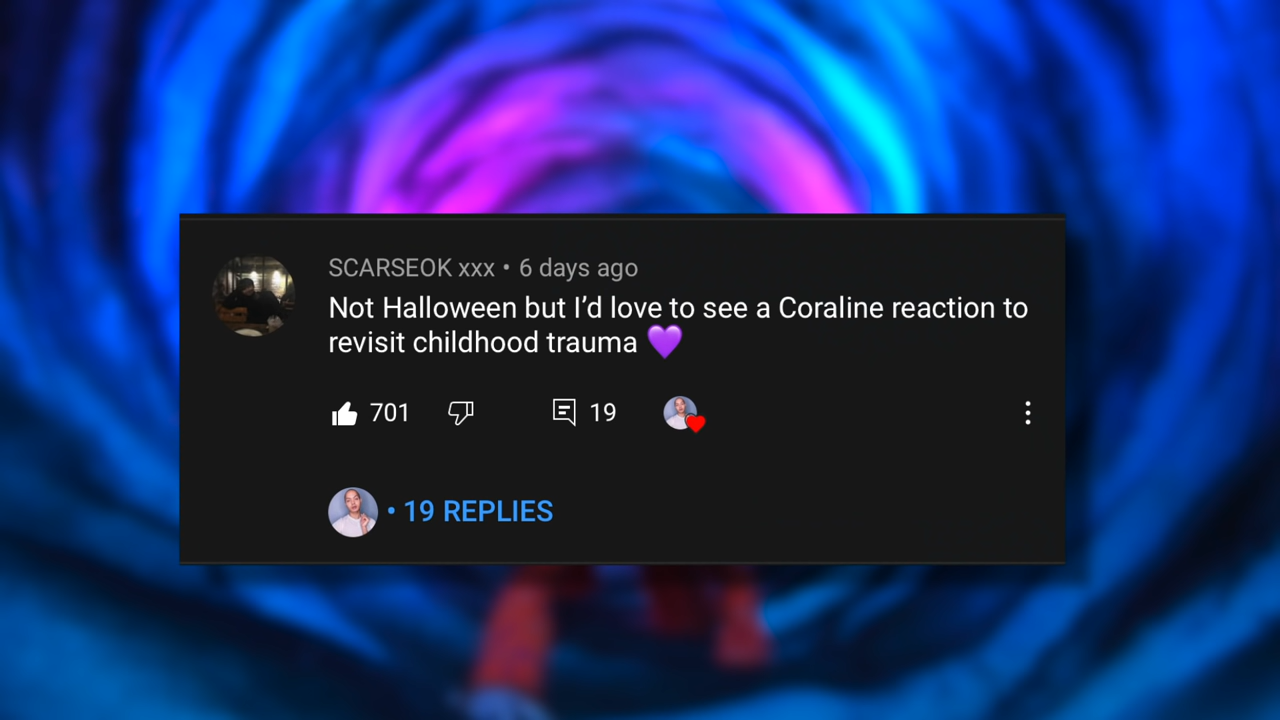 SCARSEOK xxx • 6 days ago
Not Halloween but I’d love to see a Coraline reaction to
revisit childhood trauma 💜
701 19
• 19 REPLIES